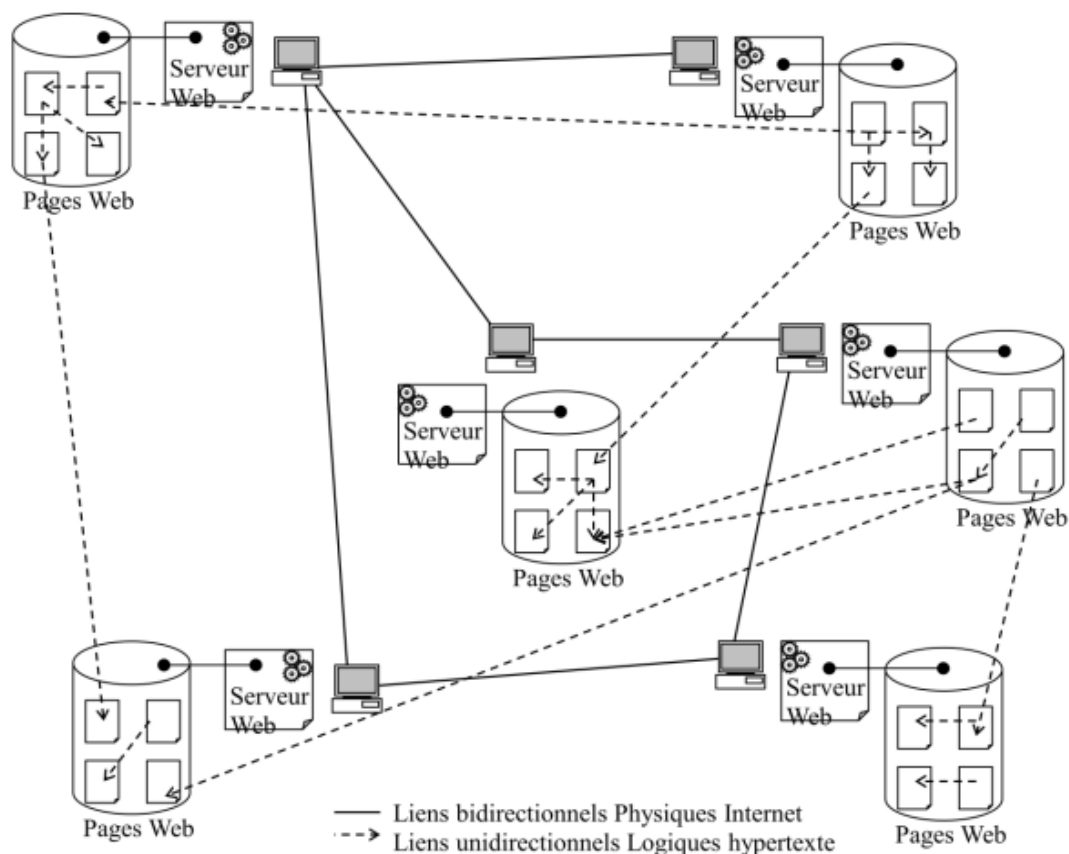 Serveur
Web
Pages Web
Serveur
Web
Pages Web
Serveur
Web
Pages Web
Serveur
Web
Pages Web
Serveur
Web
Pages Web
Serveur
Web
Pages Web
Liens bidirectionnels Physiques Internet
Liens unidirectionnels Logiques hypertexte